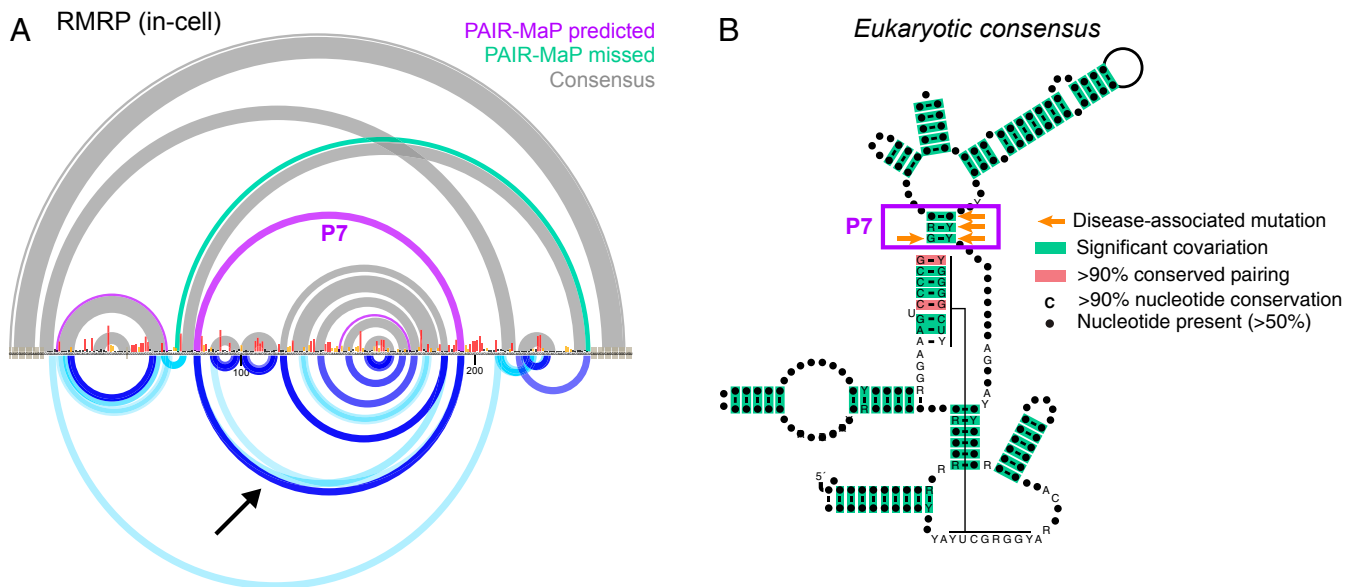 A
RMRP (in-cell)
PAIR-MaP predicted
PAIR-MaP missed
Consensus
P7
100
200
B
Eukaryotic consensus
Y
P7
R Y
G Y
G Y
C G
C G
C G
C G
U
G C
A U
A Y
A
G
G
R
A
G
A
A
Y
Y
R
R Y
R
R
R
5´
R
Y
A
C
R
YAYUCGRGGYA
Disease-associated mutation
Significant covariation
>90% conserved pairing
C >90% nucleotide conservation
Nucleotide present (>50%)